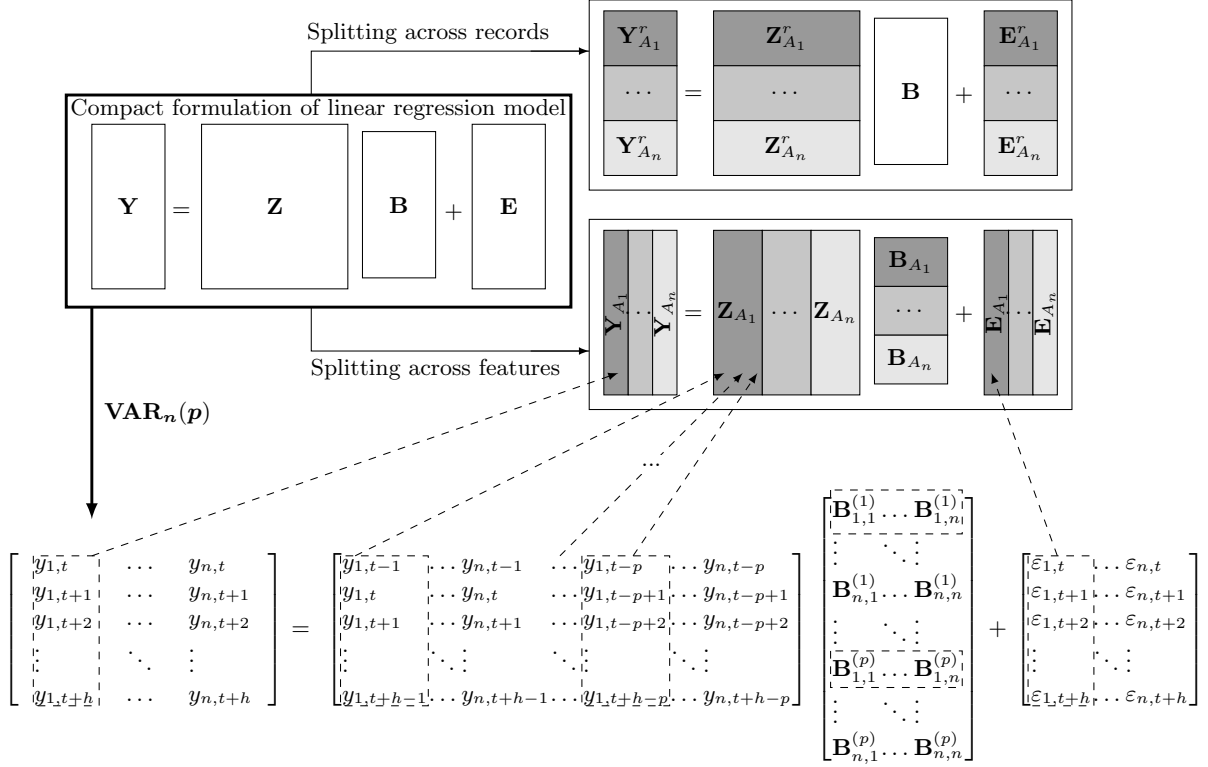 Splitting across records
Y^r_{A_1} Z^r_{A_1} E^r_{A_1}
… = … B + …
Y^r_{A_n} Z^r_{A_n} E^r_{A_n}
Compact formulation of linear regression model
Y = Z B + E
Splitting across features
Y_{A_1} … Y_{A_n} = Z_{A_1} … Z_{A_n} B_{A_1} … B_{A_n} + E_{A_1} … E_{A_n}
VAR_n(p)
...
B^{(1)}_{1,1} … B^{(1)}_{1,n}
y_{1,t} … y_{n,t} y_{1,t-1} … y_{n,t-1} … y_{1,t-p} … y_{n,t-p} ⋮ ⋱ ⋮ ε_{1,t} … ε_{n,t}
y_{1,t+1} … y_{n,t+1} y_{1,t} … y_{n,t} … y_{1,t-p+1} … y_{n,t-p+1} B^{(1)}_{n,1} … B^{(1)}_{n,n} ε_{1,t+1} … ε_{n,t+1}
y_{1,t+2} … y_{n,t+2} = y_{1,t+1} … y_{n,t+1} … y_{1,t-p+2} … y_{n,t-p+2} ⋮ ⋱ ⋮ + ε_{1,t+2} … ε_{n,t+2}
⋮ ⋱ ⋮ ⋮ ⋱ ⋮ ⋱ ⋮ ⋱ ⋮ B^{(p)}_{1,1} … B^{(p)}_{1,n} ⋮ ⋱ ⋮
y_{1,t+h} … y_{n,t+h} y_{1,t+h-1} … y_{n,t+h-1} … y_{1,t+h-p} … y_{n,t+h-p} ⋮ ⋱ ⋮ ε_{1,t+h} … ε_{n,t+h}
B^{(p)}_{n,1} … B^{(p)}_{n,n}